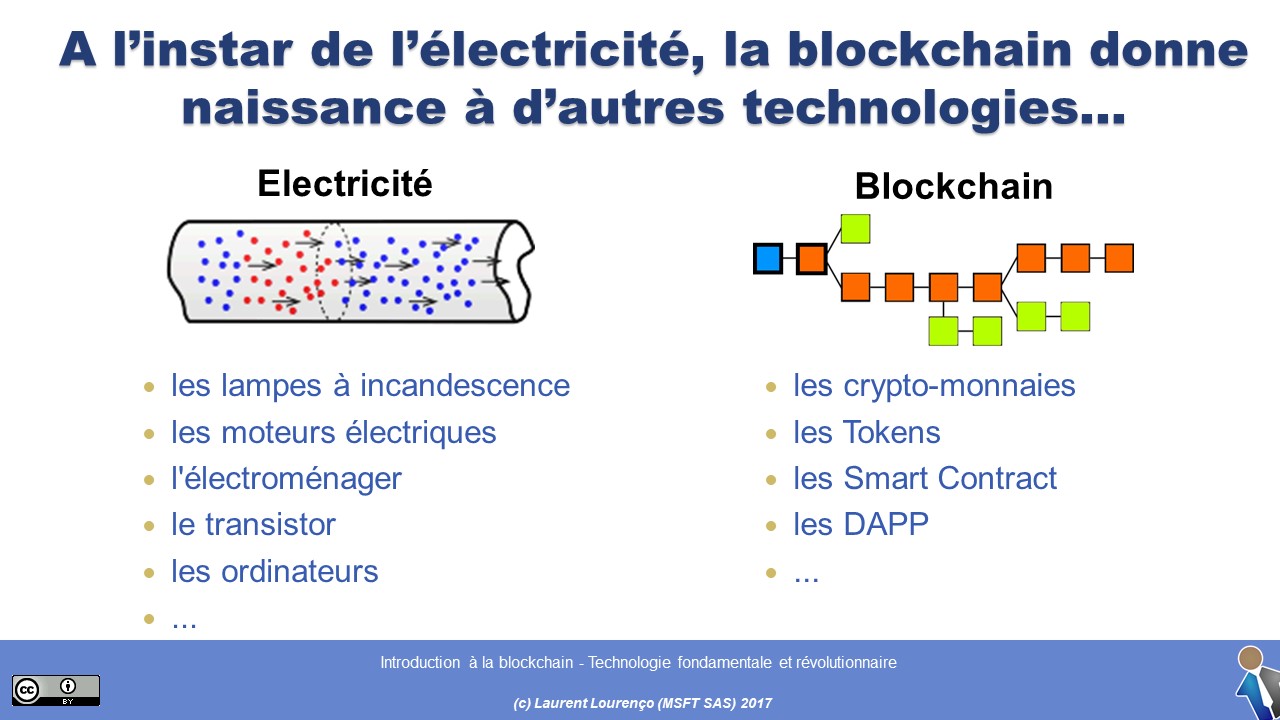 A l’instar de l’électricité, la blockchain donne
naissance à d’autres technologies...
Electricité
les lampes à incandescence
les moteurs électriques
l'électroménager
le transistor
les ordinateurs
...
Blockchain
les crypto-monnaies
les Tokens
les Smart Contract
les DAPP
...
Introduction à la blockchain - Technologie fondamentale et révolutionnaire
(c) Laurent Lourenço (MSFT SAS) 2017
cc
BY